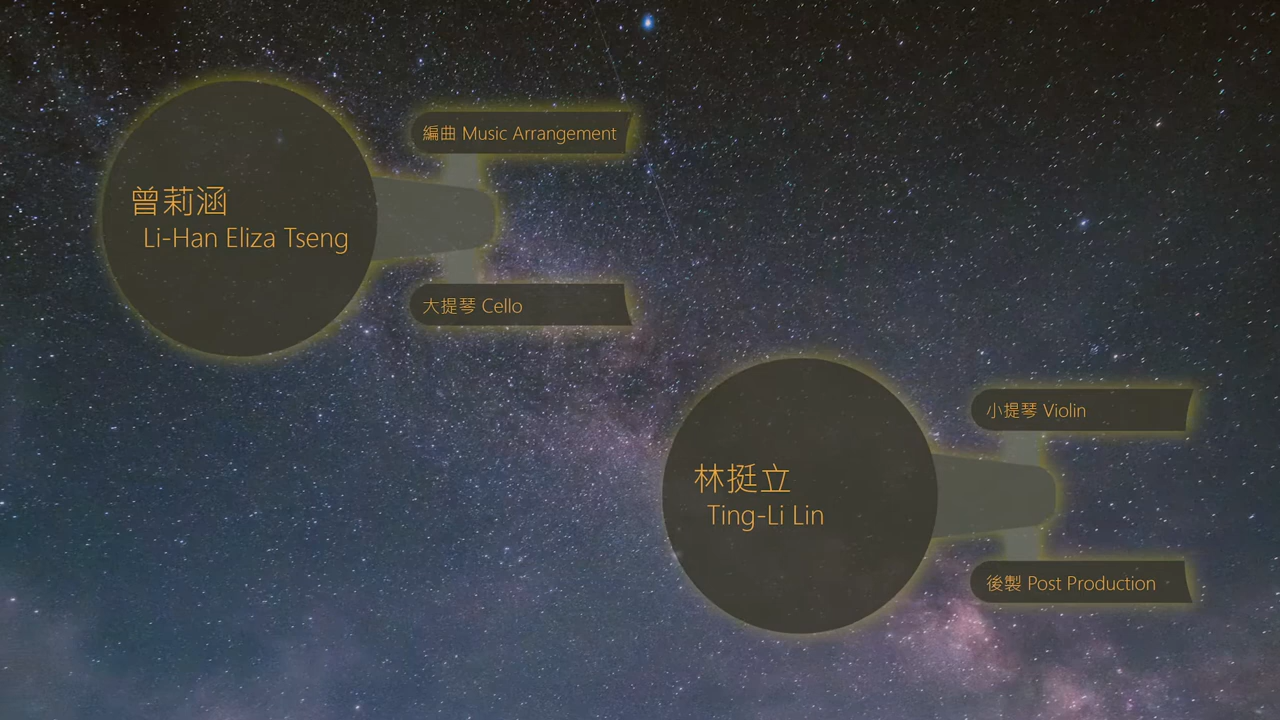 曾莉涵
Li-Han Eliza Tseng
編曲 Music Arrangement
大提琴 Cello
林挺立
Ting-Li Lin
小提琴 Violin
後製 Post Production